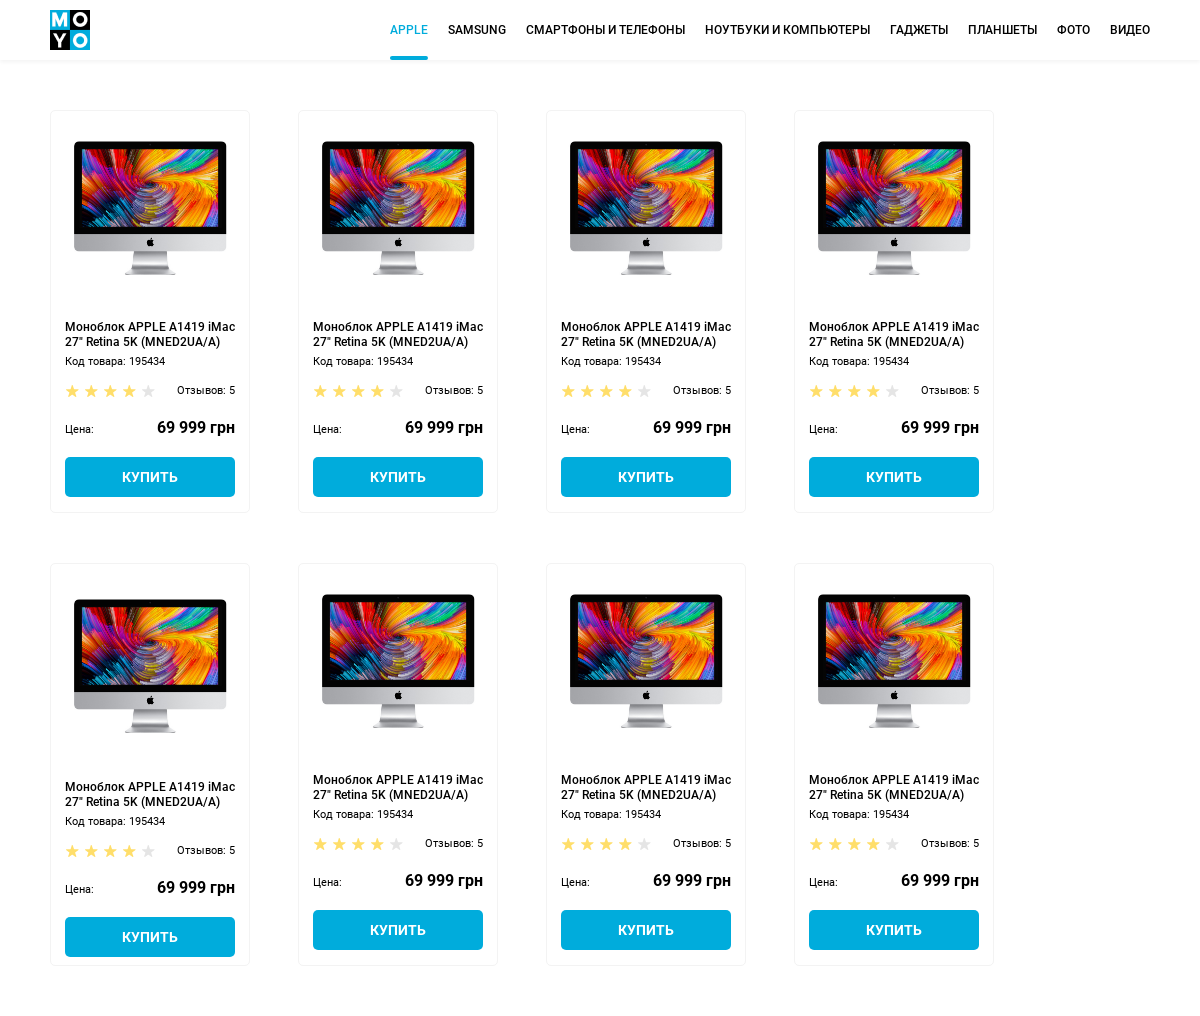 MO
YO
APPLE SAMSUNG СМАРТФОНЫ И ТЕЛЕФОНЫ НОУТБУКИ И КОМПЬЮТЕРЫ ГАДЖЕТЫ ПЛАНШЕТЫ ФОТО ВИДЕО
Моноблок APPLE A1419 iMac
27" Retina 5K (MNED2UA/A)
Код товара: 195434
Отзывов: 5
Цена: 69 999 грн
КУПИТЬ
Моноблок APPLE A1419 iMac
27" Retina 5K (MNED2UA/A)
Код товара: 195434
Отзывов: 5
Цена: 69 999 грн
КУПИТЬ
Моноблок APPLE A1419 iMac
27" Retina 5K (MNED2UA/A)
Код товара: 195434
Отзывов: 5
Цена: 69 999 грн
КУПИТЬ
Моноблок APPLE A1419 iMac
27" Retina 5K (MNED2UA/A)
Код товара: 195434
Отзывов: 5
Цена: 69 999 грн
КУПИТЬ
Моноблок APPLE A1419 iMac
27" Retina 5K (MNED2UA/A)
Код товара: 195434
Отзывов: 5
Цена: 69 999 грн
КУПИТЬ
Моноблок APPLE A1419 iMac
27" Retina 5K (MNED2UA/A)
Код товара: 195434
Отзывов: 5
Цена: 69 999 грн
КУПИТЬ
Моноблок APPLE A1419 iMac
27" Retina 5K (MNED2UA/A)
Код товара: 195434
Отзывов: 5
Цена: 69 999 грн
КУПИТЬ
Моноблок APPLE A1419 iMac
27" Retina 5K (MNED2UA/A)
Код товара: 195434
Отзывов: 5
Цена: 69 999 грн
КУПИТЬ